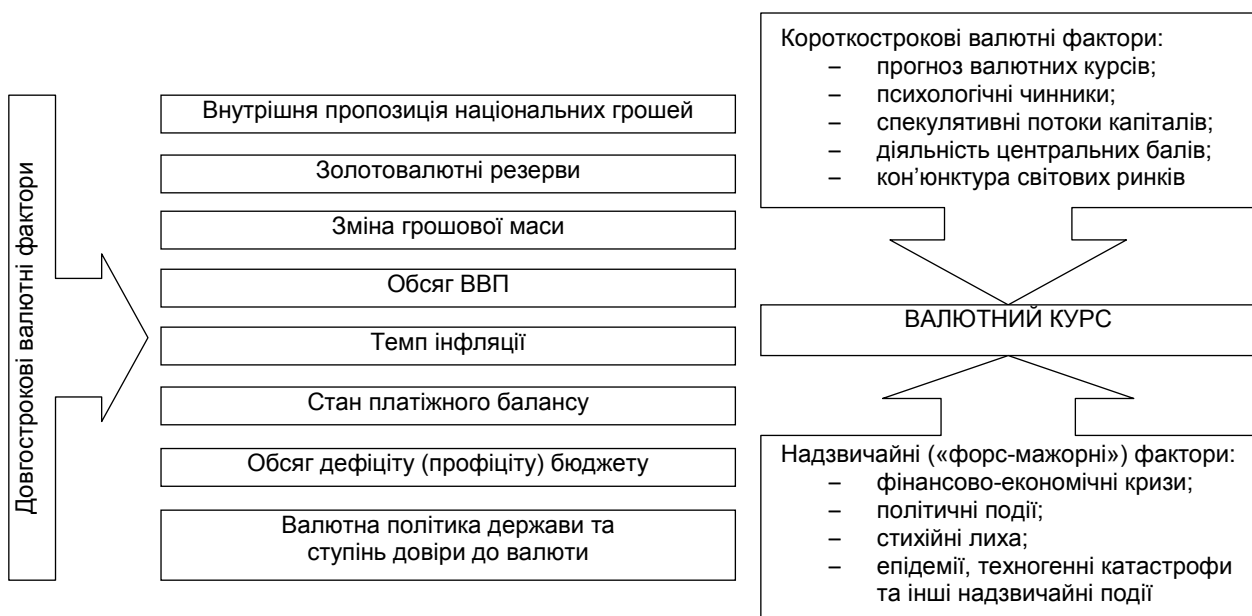 Довгострокові валютні фактори
Внутрішня пропозиція національних грошей
Золотовалютні резерви
Зміна грошової маси
Обсяг ВВП
Темп інфляції
Стан платіжного балансу
Обсяг дефіциту (профіциту) бюджету
Валютна політика держави та
ступінь довіри до валюти
Короткострокові валютні фактори:
– прогноз валютних курсів;
– психологічні чинники;
– спекулятивні потоки капіталів;
– діяльність центральних балів;
– кон’юнктура світових ринків
ВАЛЮТНИЙ КУРС
Надзвичайні («форс-мажорні») фактори:
– фінансово-економічні кризи;
– політичні події;
– стихійні лиха;
– епідемії, техногенні катастрофи
та інші надзвичайні події